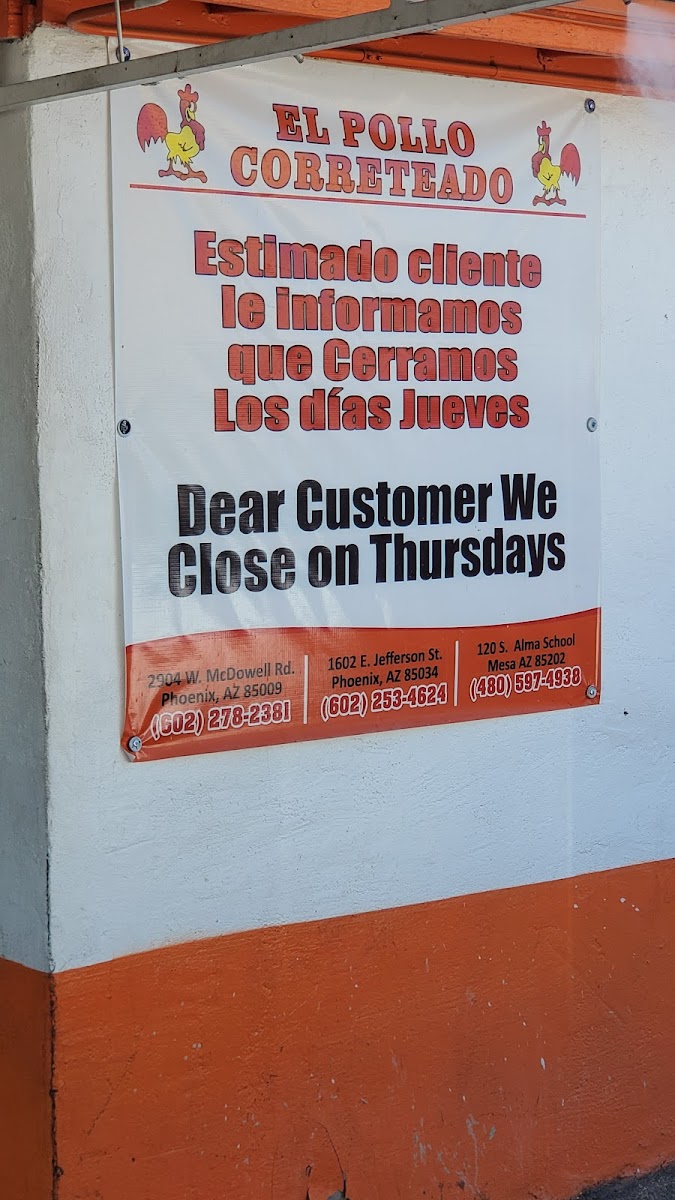 EL POLLO
CORRETEADO
Estimado cliente
le informamos
que Cerramos
Los días Jueves
Dear Customer We
Close on Thursdays
2904 W. McDowell Rd.
Phoenix, AZ 85009
(602) 278-2381
1602 E. Jefferson St.
Phoenix, AZ 85034
(602) 253-4624
120 S. Alma School
Mesa AZ 85202
(480) 597-4938